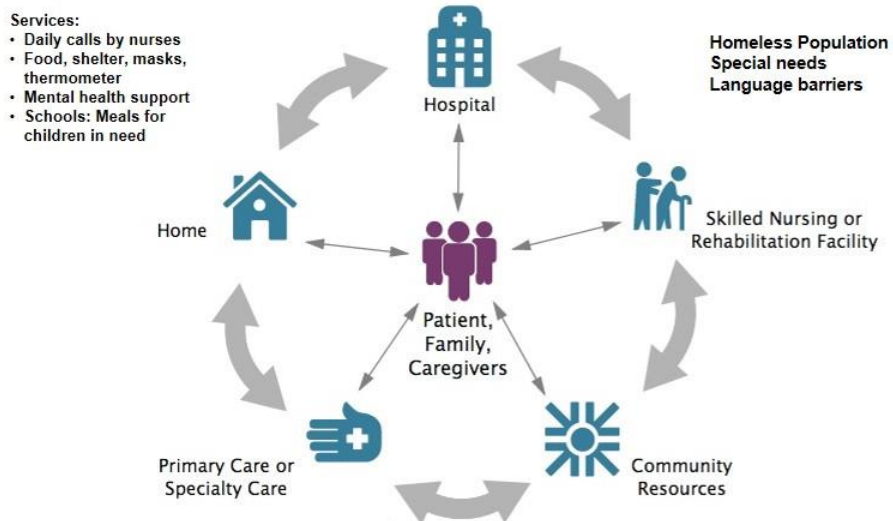 Services:
• Daily calls by nurses
• Food, shelter, masks,
thermometer
• Mental health support
• Schools: Meals for
children in need
Homeless Population
Special needs
Language barriers
Hospital
Home
Skilled Nursing or
Rehabilitation Facility
Patient,
Family,
Caregivers
Primary Care or
Specialty Care
Community
Resources